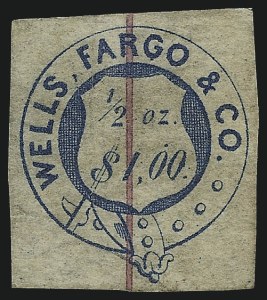 WELLS, FARGO & CO.
1/2 oz.
$1,00.